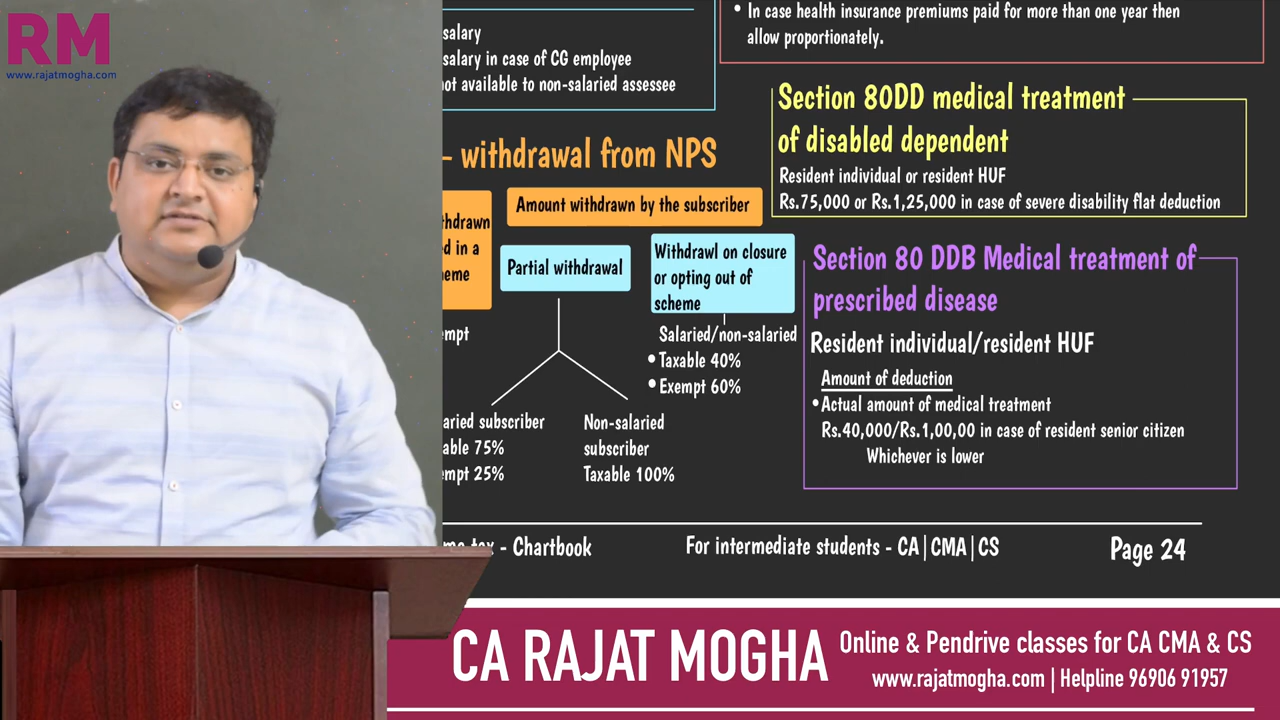 RM
www.rajatmogha.com
salary
salary in case of CG employee
not available to non-salaried assessee
• In case health insurance premiums paid for more than one year then
allow proportionately.
- withdrawal from NPS
Amount withdrawn by the subscriber
Partial withdrawal
Withdrawl on closure
or opting out of
scheme
Salaried/non-salaried
• Taxable 40%
• Exempt 60%
Non-salaried
subscriber
Taxable 100%
subscriber
75%
25%
Section 80DD medical treatment
of disabled dependent
Resident individual or resident HUF
Rs.75,000 or Rs.1,25,000 in case of severe disability flat deduction
Section 80 DDB Medical treatment of
prescribed disease
Resident individual/resident HUF
Amount of deduction
• Actual amount of medical treatment
Rs.40,000/Rs.1,00,00 in case of resident senior citizen
Whichever is lower
- Chartbook
For intermediate students - CA|CMA|CS
Page 24
CA RAJAT MOGHA
Online & Pendrive classes for CA CMA & CS
www.rajatmogha.com | Helpline 96906 91957